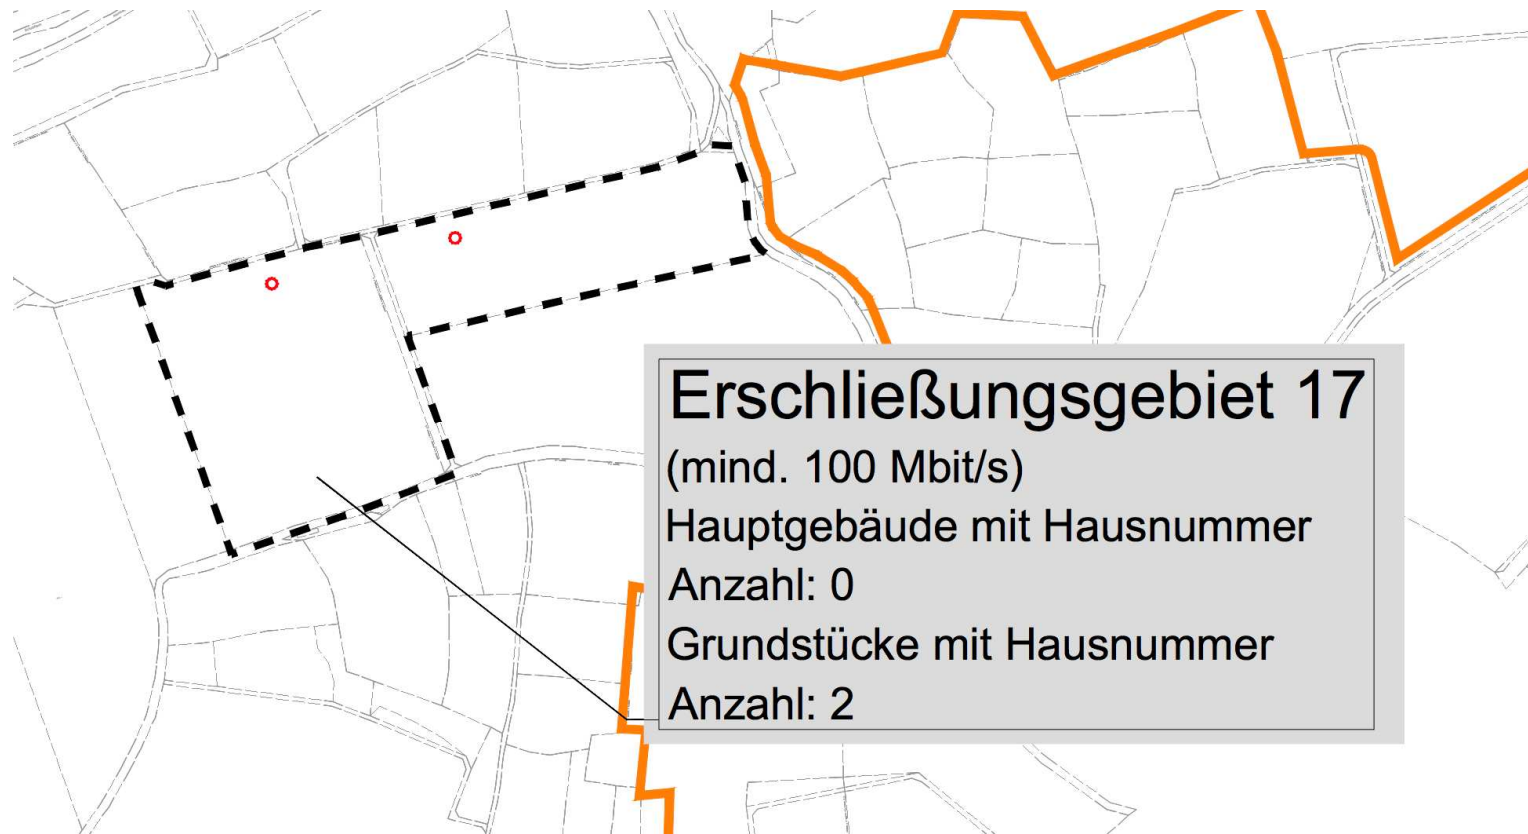 Erschließungsgebiet 17
(mind. 100 Mbit/s)
Hauptgebäude mit Hausnummer
Anzahl: 0
Grundstücke mit Hausnummer
Anzahl: 2